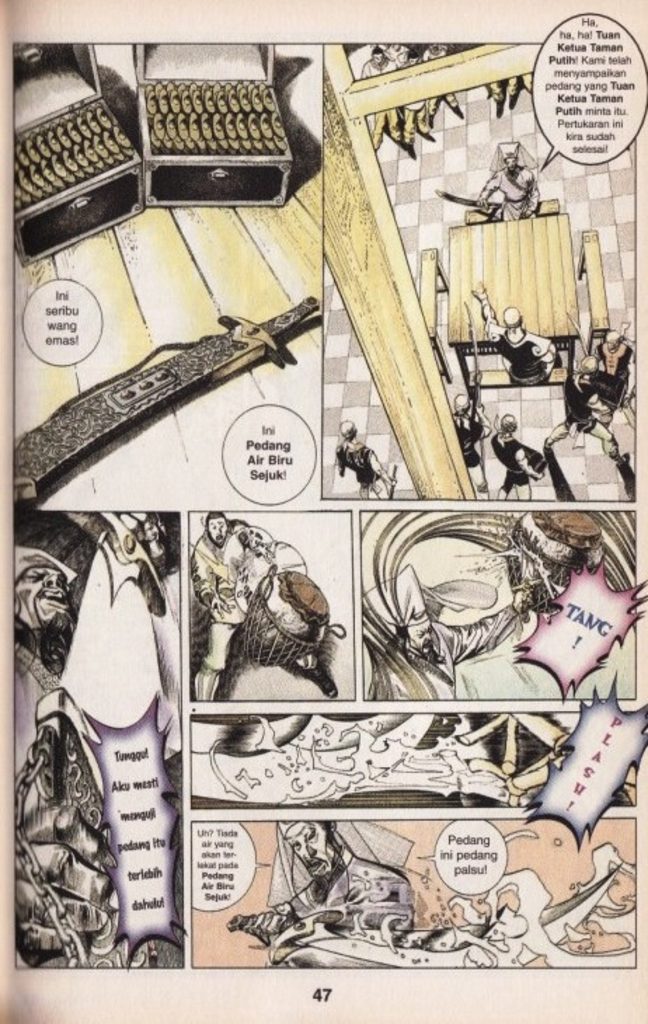 Ini
seribu
wang
emas!
Ini
Pedang
Air Biru
Sejuk!
Ha,
ha, ha! Tuan
Ketua Taman
Putih! Kami telah
menyampaikan
pedang yang Tuan
Ketua Taman
Putih minta itu.
Pertukaran ini
kira sudah
selesai!
Tunggu!
Aku mesti
menguji
pedang itu
terlebih
dahulu!
TANG
!
PLASH!
Uh? Tiada
air yang
akan ter-
lekat pada
Pedang
Air Biru
Sejuk!
Pedang
ini pedang
palsu!
47